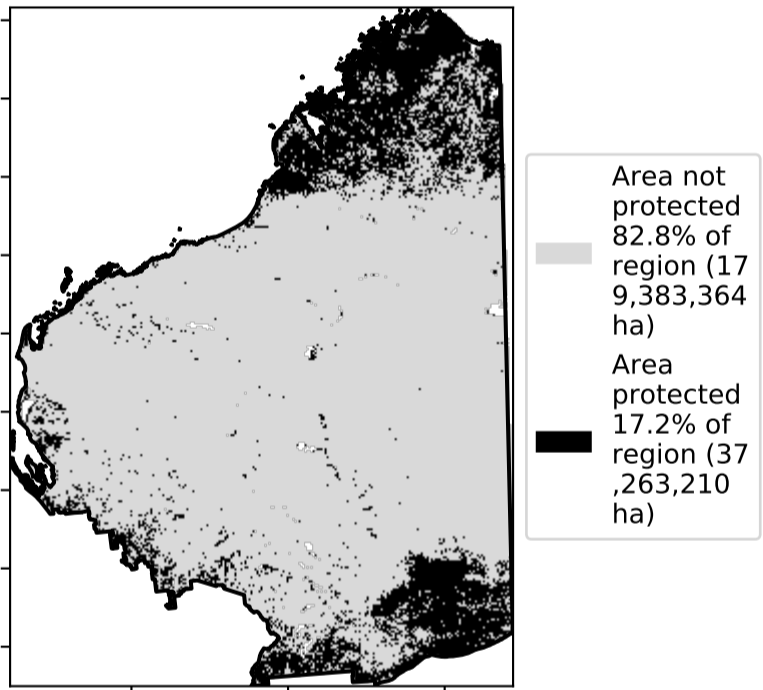 Area not
protected
82.8% of
region (17
9,383,364
ha)
Area
protected
17.2% of
region (37
,263,210
ha)